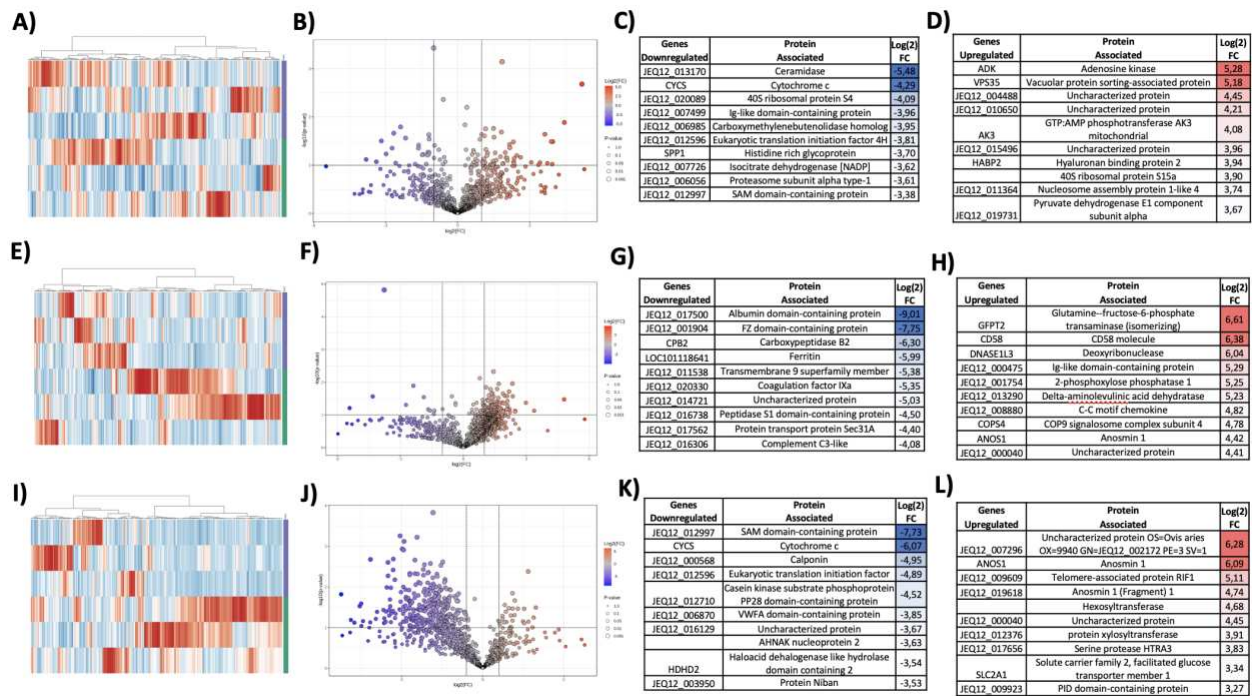 A)
B)
C)
D)
Log2(FC)
P-value
log2(FC)
Genes Downregulated Protein Associated Log(2) FC
JEQ12_013170 Ceramidase -5,48
CYCS Cytochrome c -4,29
JEQ12_020089 40S ribosomal protein S4 -4,09
JEQ12_007499 Ig-like domain-containing protein -3,96
JEQ12_006985 Carboxymethylenebutenolidase homolog -3,95
JEQ12_012596 Eukaryotic translation initiation factor 4H -3,81
SPP1 Histidine rich glycoprotein -3,70
JEQ12_007726 Isocitrate dehydrogenase [NADP] -3,62
JEQ12_006056 Proteasome subunit alpha type-1 -3,61
JEQ12_012997 SAM domain-containing protein -3,38
Genes Upregulated Protein Associated Log(2) FC
ADK Adenosine kinase 5,28
VPS35 Vacuolar protein sorting-associated protein 5,18
JEQ12_004488 Uncharacterized protein 4,45
JEQ12_010650 Uncharacterized protein 4,21
AK3 GTP:AMP phosphotransferase AK3 mitochondrial 4,08
JEQ12_015496 Uncharacterized protein 3,96
HABP2 Hyaluronan binding protein 2 3,94
40S ribosomal protein S15a 3,90
JEQ12_011364 Nucleosome assembly protein 1-like 4 3,74
JEQ12_019731 Pyruvate dehydrogenase E1 component subunit alpha 3,67
E)
F)
G)
H)
Log2(FC)
P-value
log2(FC)
Genes Downregulated Protein Associated Log(2) FC
JEQ12_017500 Albumin domain-containing protein -9,01
JEQ12_001904 FZ domain-containing protein -7,75
CPB2 Carboxypeptidase B2 -6,30
LOC101118641 Ferritin -5,99
JEQ12_011538 Transmembrane 9 superfamily member -5,38
JEQ12_020330 Coagulation factor IXa -5,35
JEQ12_014721 Uncharacterized protein -5,03
JEQ12_016738 Peptidase S1 domain-containing protein -4,50
JEQ12_017562 Protein transport protein Sec31A -4,40
JEQ12_016306 Complement C3-like -4,08
Genes Upregulated Protein Associated Log(2) FC
GFPT2 Glutamine--fructose-6-phosphate transaminase (isomerizing) 6,61
CD58 CD58 molecule 6,38
DNASE1L3 Deoxyribonuclease 6,04
JEQ12_000475 Ig-like domain-containing protein 5,29
JEQ12_001754 2-phosphoxylose phosphatase 1 5,25
JEQ12_013290 Delta-aminolevulinic acid dehydratase 5,23
JEQ12_008880 C-C motif chemokine 4,82
COPS4 COP9 signalosome complex subunit 4 4,78
ANOS1 Anosmin 1 4,42
JEQ12_000040 Uncharacterized protein 4,41
I)
J)
K)
L)
Log2(FC)
P-value
log2(FC)
Genes Downregulated Protein Associated Log(2) FC
JEQ12_012997 SAM domain-containing protein -7,73
CYCS Cytochrome c -6,07
JEQ12_000568 Calponin -4,95
JEQ12_012596 Eukaryotic translation initiation factor -4,89
JEQ12_012710 Casein kinase substrate phosphoprotein PP28 domain-containing protein -4,52
JEQ12_006870 VWFA domain-containing protein -3,85
JEQ12_016129 Uncharacterized protein -3,67
AHNAK nucleoprotein 2 -3,63
HDHD2 Haloacid dehalogenase like hydrolase domain containing 2 -3,54
JEQ12_003950 Protein Niban -3,53
Genes Upregulated Protein Associated Log(2) FC
JEQ12_007296 Uncharacterized protein OS=Ovis aries OX=9940 GN=JEQ12_002172 PE=3 SV=1 6,28
ANOS1 Anosmin 1 6,09
JEQ12_009609 Telomere-associated protein RIF1 5,11
JEQ12_019618 Anosmin 1 (Fragment) 1 4,74
Hexosyltransferase 4,68
JEQ12_000040 Uncharacterized protein 4,45
JEQ12_012376 protein xylosyltransferase 3,91
JEQ12_017656 Serine protease HTRA3 3,83
SLC2A1 Solute carrier family 2, facilitated glucose transporter member 1 3,34
JEQ12_009923 PID domain-containing protein 3,27